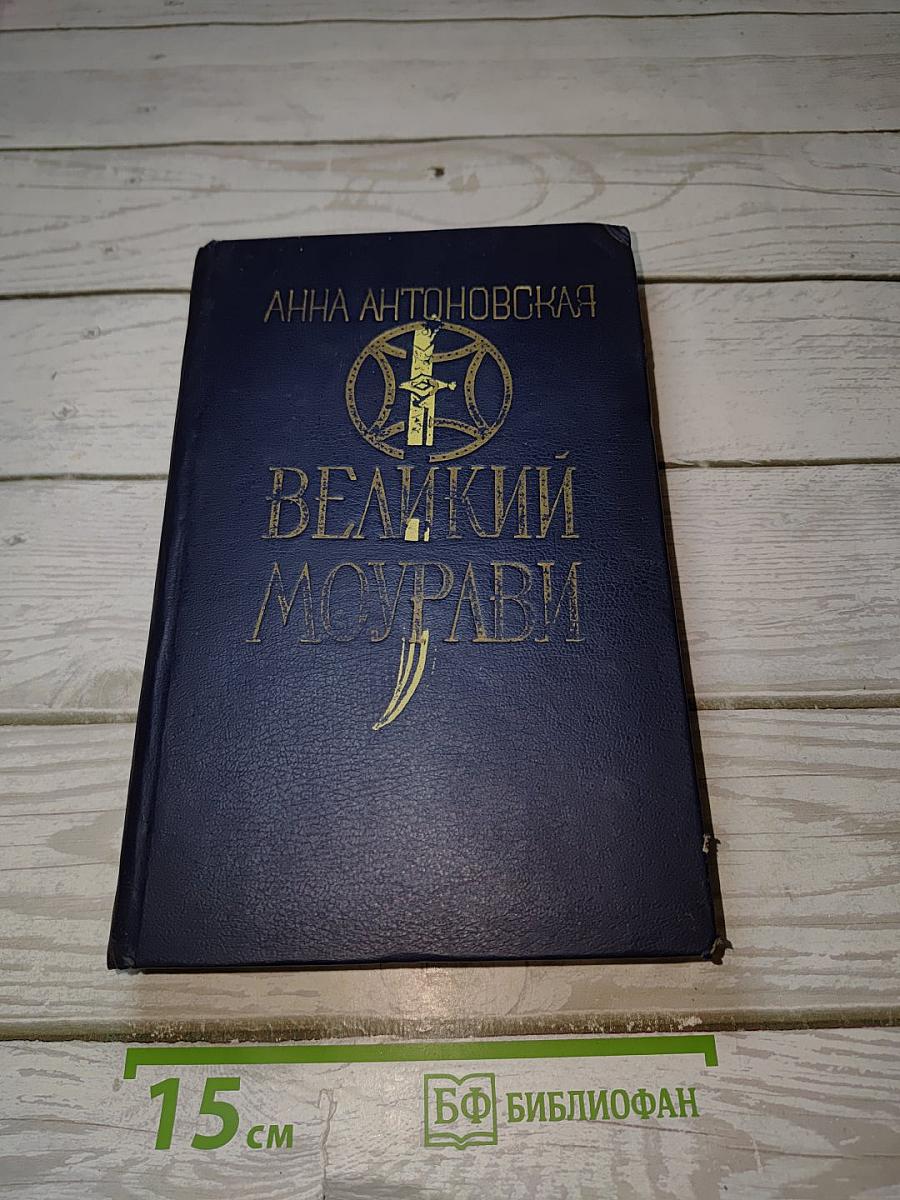 АННА АНТОНОВСКАЯ
ВЕЛИКИЙ
МОУРАВИ
15 см
БФ БИБЛИОФАН